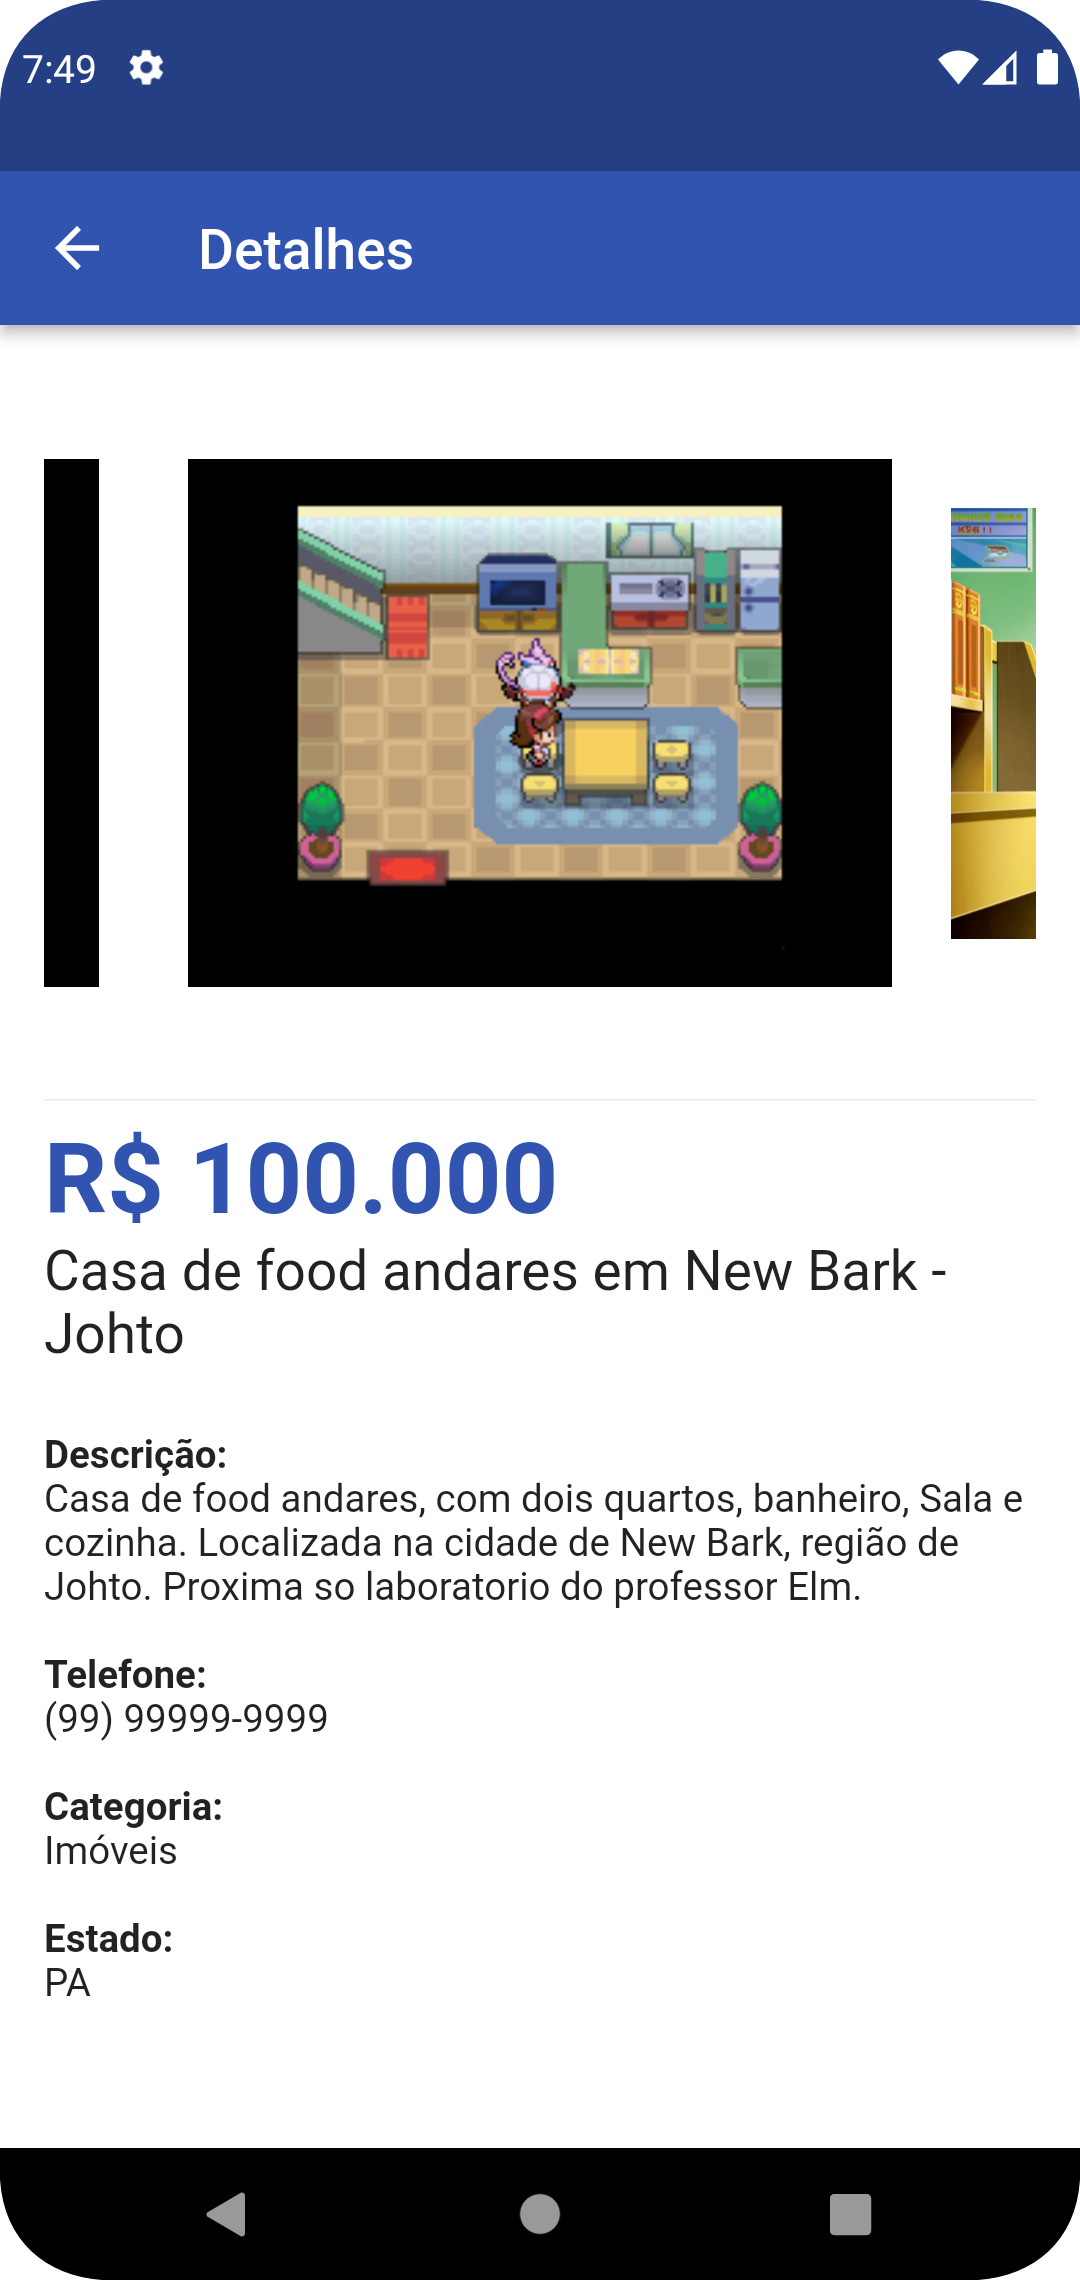 7:49
Detalhes
R$ 100.000
Casa de food andares em New Bark -
Johto
Descrição:
Casa de food andares, com dois quartos, banheiro, Sala e
cozinha. Localizada na cidade de New Bark, região de
Johto. Proxima so laboratorio do professor Elm.
Telefone:
(99) 99999-9999
Categoria:
Imóveis
Estado:
PA